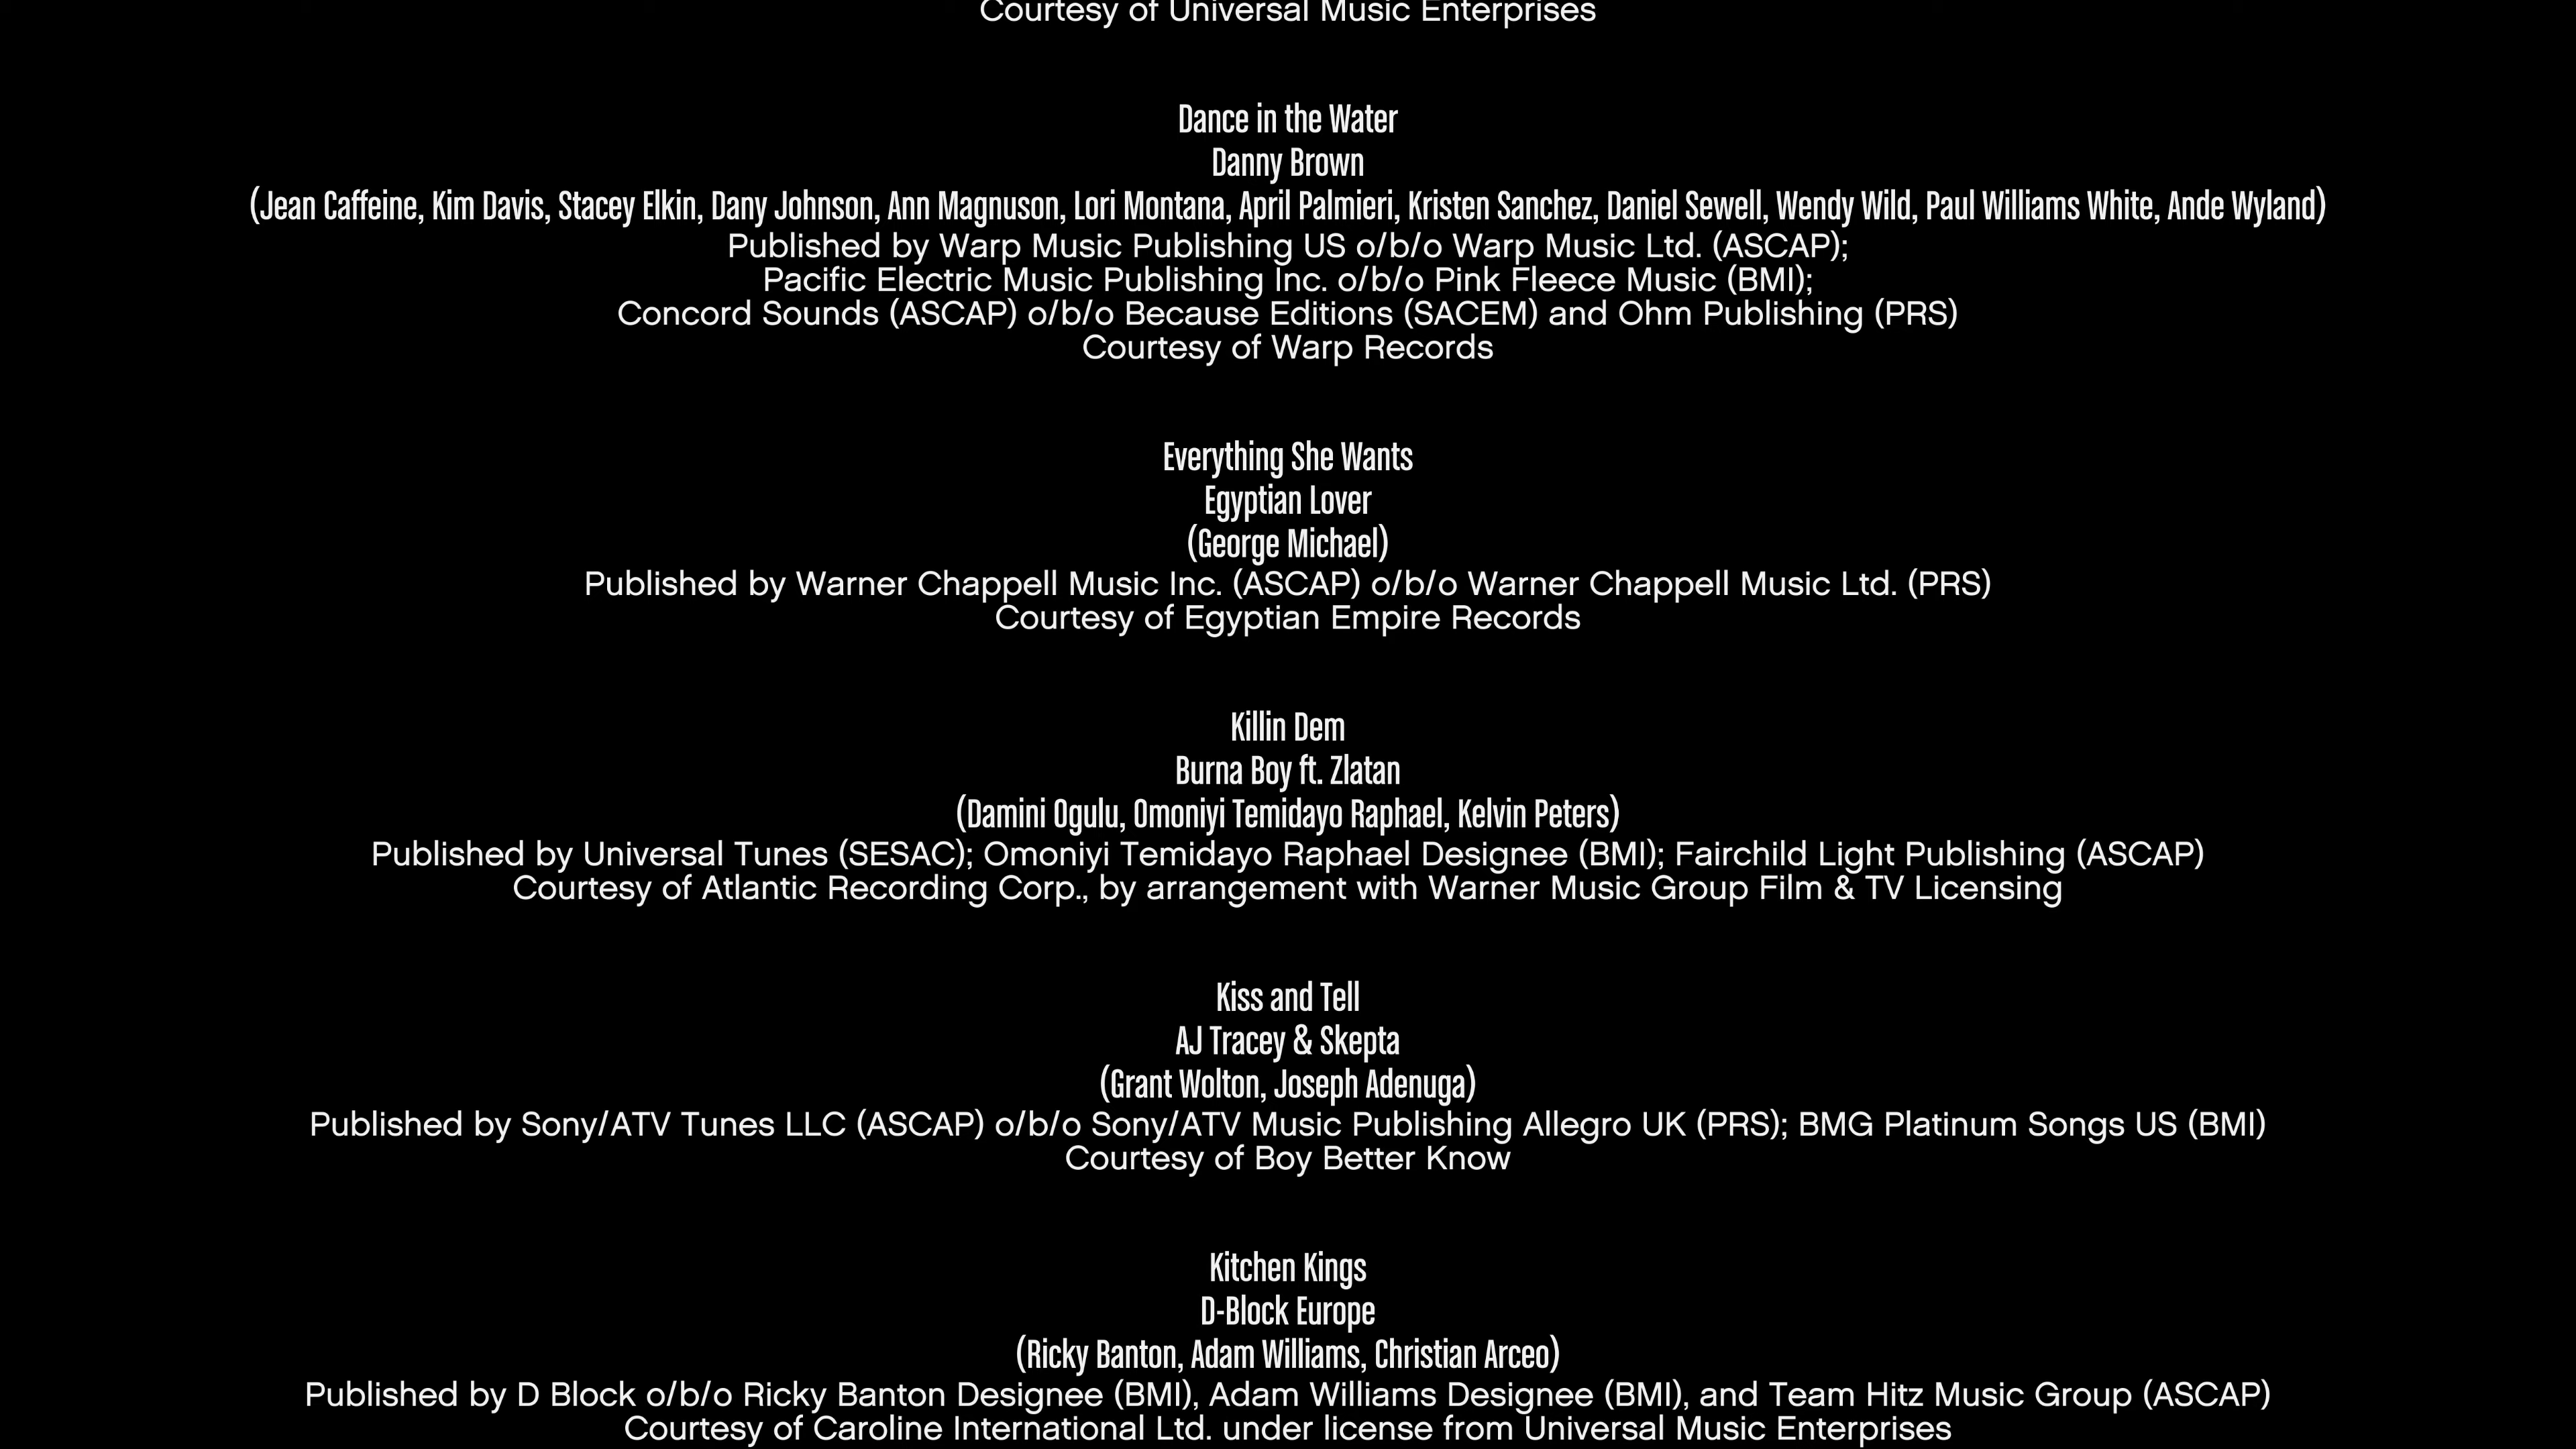 Courtesy of Universal Music Enterprises
Dance in the Water
Danny Brown
(Jean Caffeine, Kim Davis, Stacey Elkin, Dany Johnson, Ann Magnuson, Lori Montana, April Palmieri, Kristen Sanchez, Daniel Sewell, Wendy Wild, Paul Williams White, Ande Wyland)
Published by Warp Music Publishing US o/b/o Warp Music Ltd. (ASCAP);
Pacific Electric Music Publishing Inc. o/b/o Pink Fleece Music (BMI);
Concord Sounds (ASCAP) o/b/o Because Editions (SACEM) and Ohm Publishing (PRS)
Courtesy of Warp Records
Everything She Wants
Egyptian Lover
(George Michael)
Published by Warner Chappell Music Inc. (ASCAP) o/b/o Warner Chappell Music Ltd. (PRS)
Courtesy of Egyptian Empire Records
Killin Dem
Burna Boy ft. Zlatan
(Damini Ogulu, Omoniyi Temidayo Raphael, Kelvin Peters)
Published by Universal Tunes (SESAC); Omoniyi Temidayo Raphael Designee (BMI); Fairchild Light Publishing (ASCAP)
Courtesy of Atlantic Recording Corp., by arrangement with Warner Music Group Film & TV Licensing
Kiss and Tell
AJ Tracey & Skepta
(Grant Wolton, Joseph Adenuga)
Published by Sony/ATV Tunes LLC (ASCAP) o/b/o Sony/ATV Music Publishing Allegro UK (PRS); BMG Platinum Songs US (BMI)
Courtesy of Boy Better Know
Kitchen Kings
D-Block Europe
(Ricky Banton, Adam Williams, Christian Arceo)
Published by D Block o/b/o Ricky Banton Designee (BMI), Adam Williams Designee (BMI), and Team Hitz Music Group (ASCAP)
Courtesy of Caroline International Ltd. under license from Universal Music Enterprises